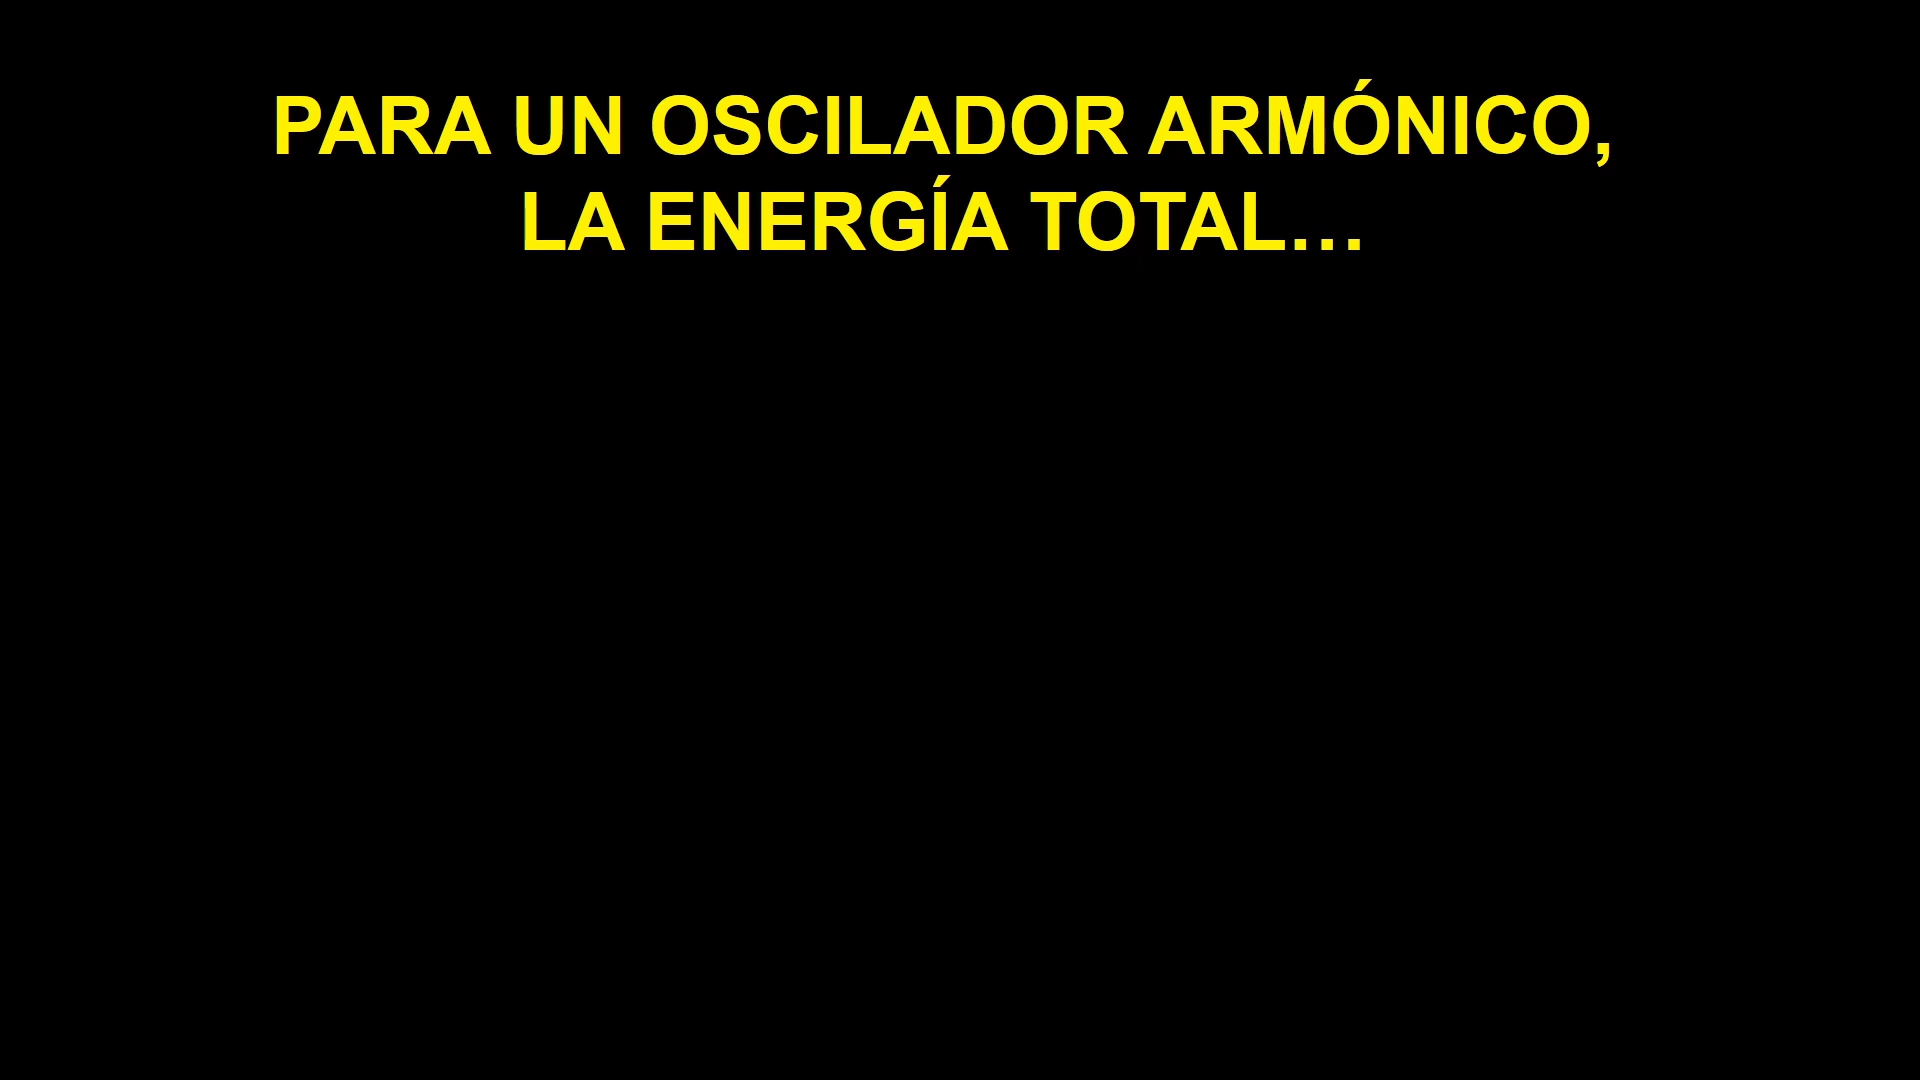 PARA UN OSCILADOR ARMÓNICO,
LA ENERGÍA TOTAL…